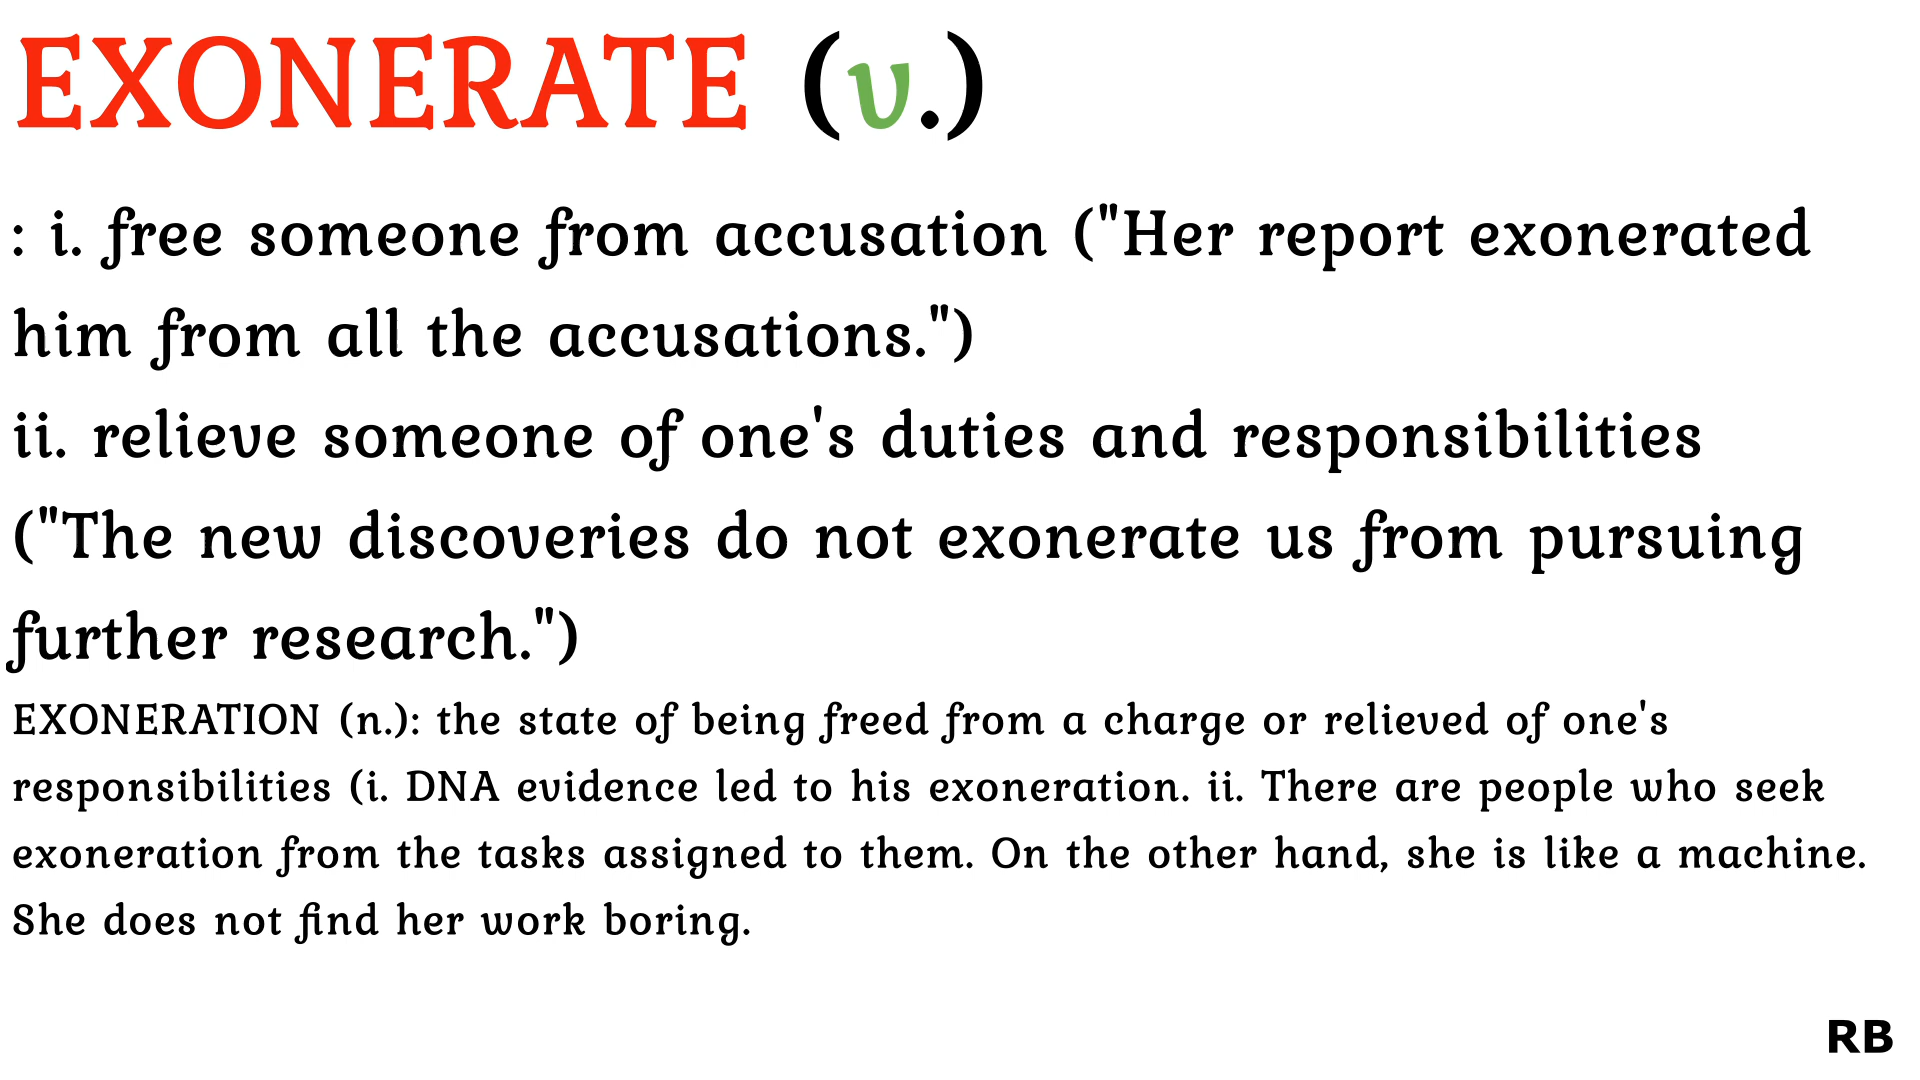 EXONERATE (v.)
: i. free someone from accusation ("Her report exonerated
him from all the accusations.")
ii. relieve someone of one's duties and responsibilities
("The new discoveries do not exonerate us from pursuing
further research.")
EXONERATION (n.): the state of being freed from a charge or relieved of one's
responsibilities (i. DNA evidence led to his exoneration. ii. There are people who seek
exoneration from the tasks assigned to them. On the other hand, she is like a machine.
She does not find her work boring.
RB